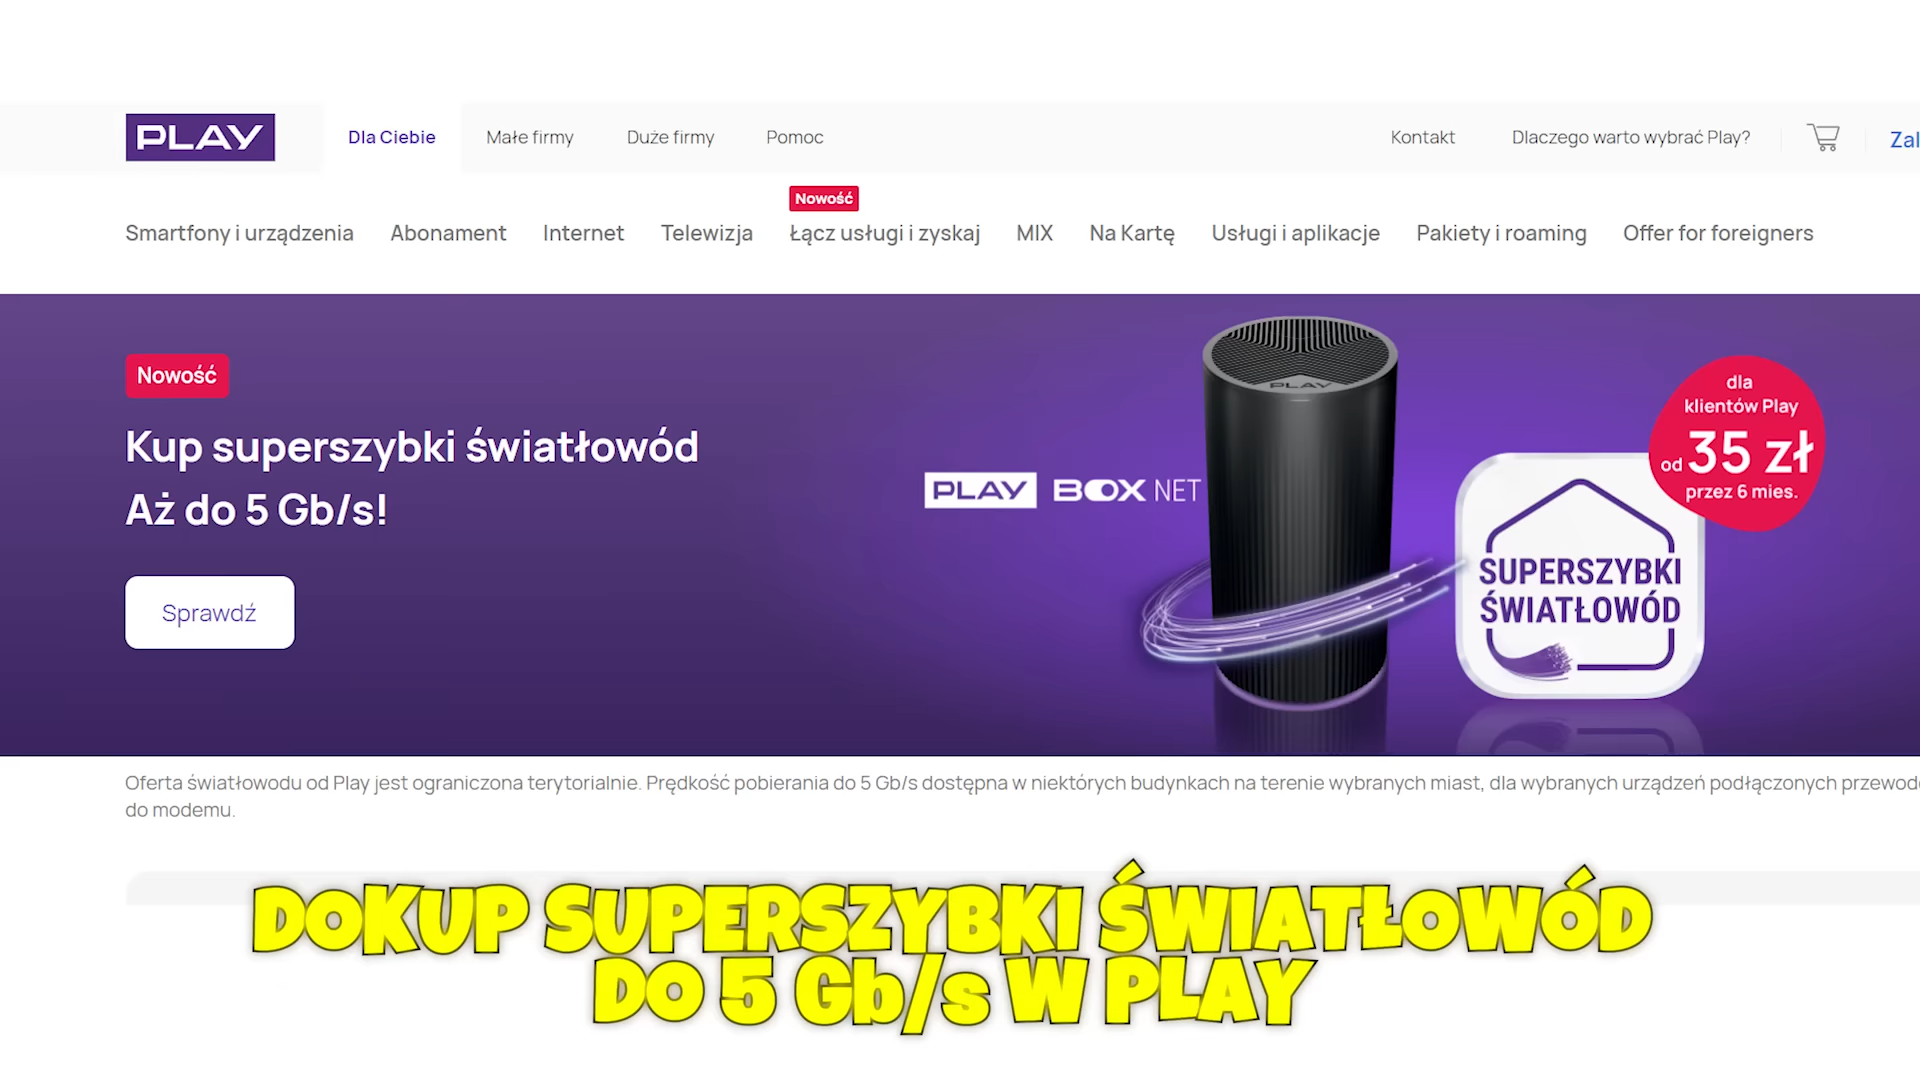 PLAY
Dla Ciebie
Małe firmy
Duże firmy
Pomoc
Kontakt
Dlaczego warto wybrać Play?
Zal
Nowość
Smartfony i urządzenia
Abonament
Internet
Telewizja
Łącz usługi i zyskaj
MIX
Na Kartę
Usługi i aplikacje
Pakiety i roaming
Offer for foreigners
Nowość
Kup superszybki światłowód
Aż do 5 Gb/s!
Sprawdź
PLAY BOX NET
PLAY
dla
klientów Play
od 35 zł
przez 6 mies.
SUPERSZYBKI
ŚWIATŁOWÓD
Oferta światłowodu od Play jest ograniczona terytorialnie. Prędkość pobierania do 5 Gb/s dostępna w niektórych budynkach na terenie wybranych miast, dla wybranych urządzeń podłączonych przewodo
do modemu.
DOKUP SUPERSZYBKI ŚWIATŁOWÓD
DO 5 Gb/s W PLAY